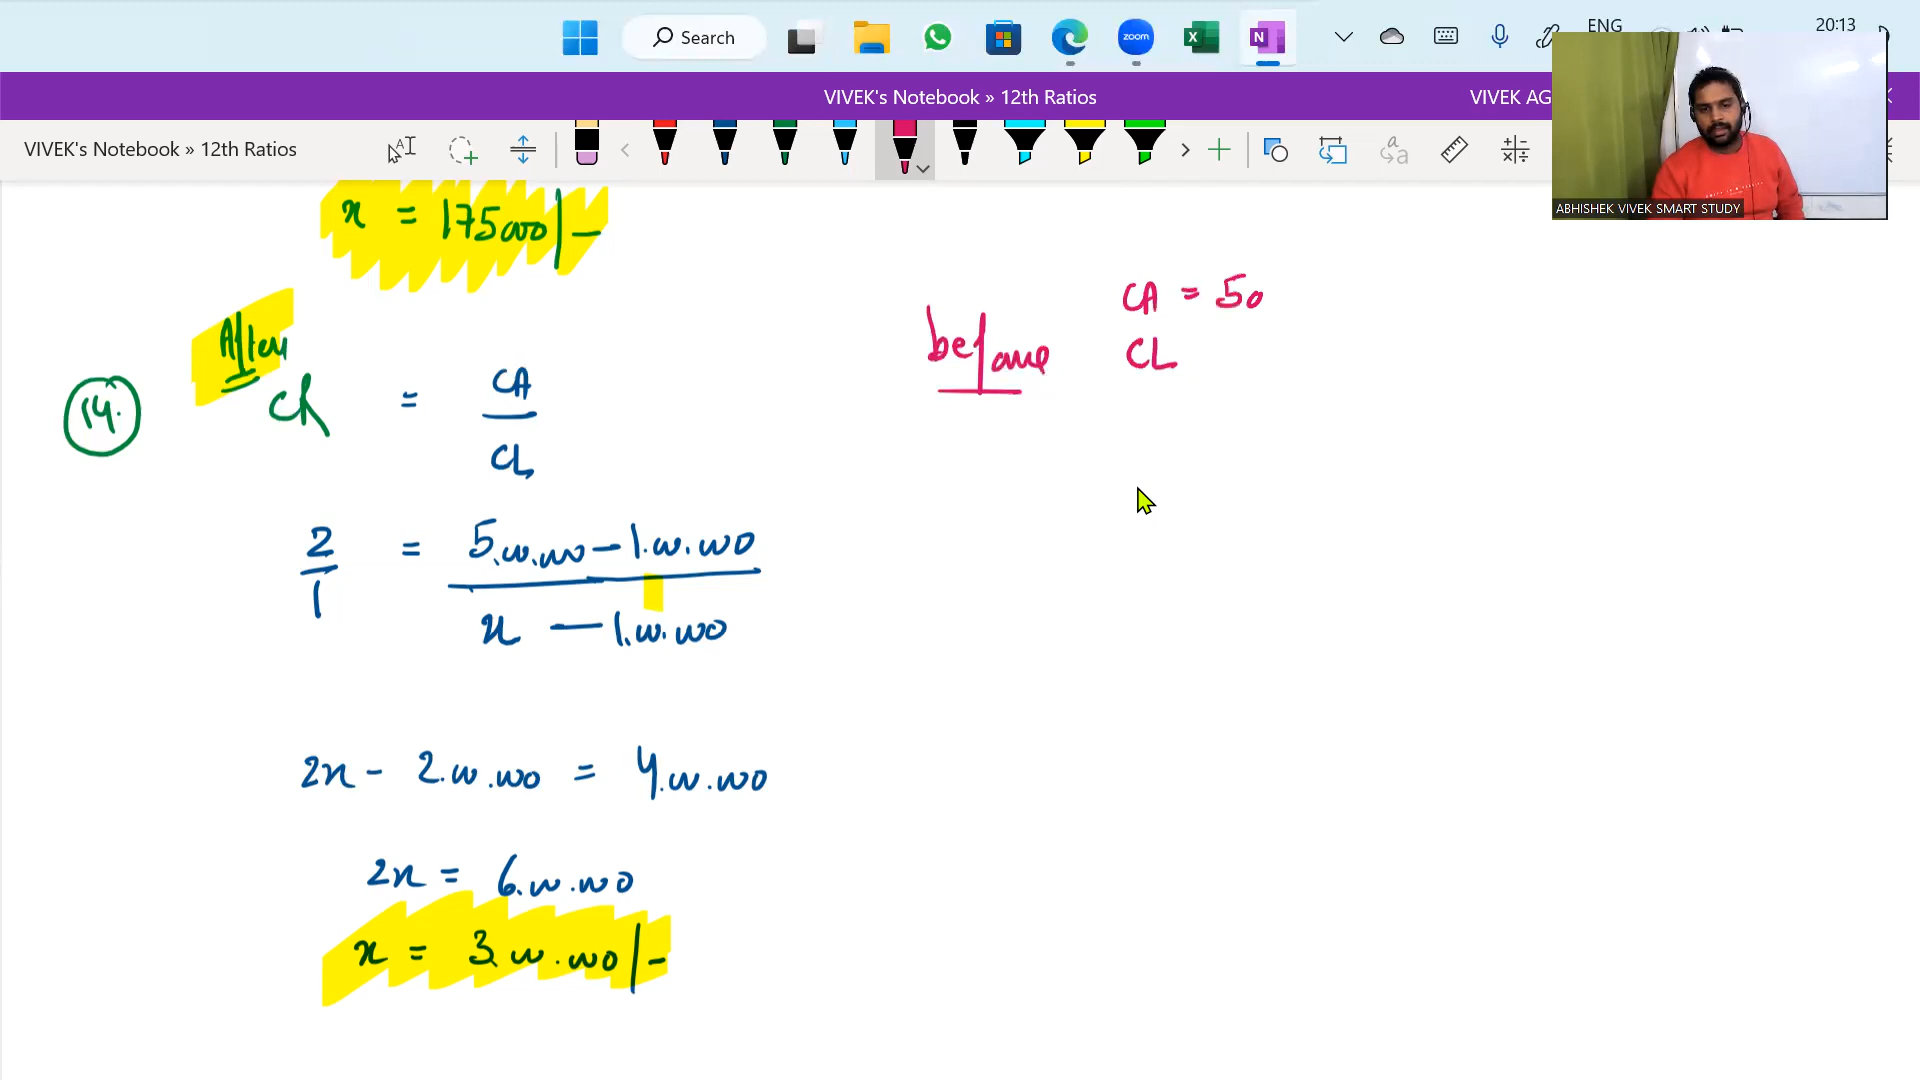 Search
ENG
20:13
VIVEK's Notebook » 12th Ratios
VIVEK AG
VIVEK's Notebook » 12th Ratios
ABHISHEK VIVEK SMART STUDY
zoom
x = 175000/-
After
14.
CR = CA
CL
2/1 = 5.00.000 - 1.00.000
x - 1.00.000
2x - 2.00.000 = 4.00.000
2x = 6.00.000
x = 3.00.000/-
before
CA = 50
CL